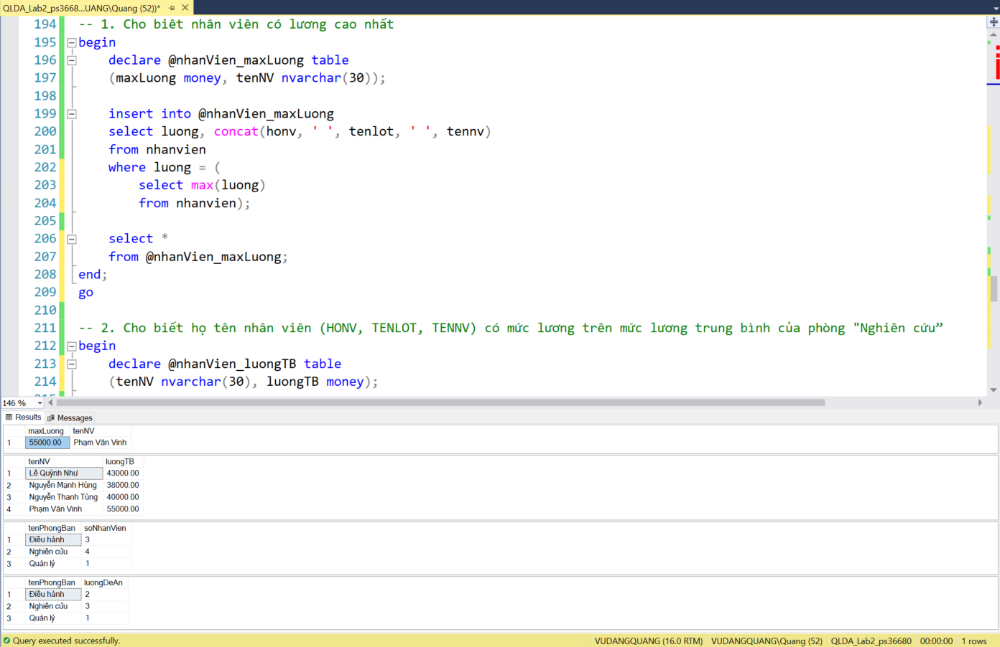 QLDA_Lab2_ps3668...UANG\Quang (52))*
194 -- 1. Cho biêt nhân viên có lương cao nhất
195 begin
196 declare @nhanVien_maxLuong table
197 (maxLuong money, tenNV nvarchar(30));
198
199 insert into @nhanVien_maxLuong
200 select luong, concat(honv, ' ', tenlot, ' ', tennv)
201 from nhanvien
202 where luong = (
203 select max(luong)
204 from nhanvien);
205
206 select *
207 from @nhanVien_maxLuong;
208 end;
209 go
210
211 -- 2. Cho biết họ tên nhân viên (HONV, TENLOT, TENNV) có mức lương trên mức lương trung bình của phòng "Nghiên cứu”
212 begin
213 declare @nhanVien_luongTB table
214 (tenNV nvarchar(30), luongTB money);
215
146 %
Results Messages
maxLuong tenNV
1 55000.00 Phạm Văn Vinh
tenNV luongTB
1 Lê Quỳnh Như 43000.00
2 Nguyễn Mạnh Hùng 38000.00
3 Nguyễn Thanh Tùng 40000.00
4 Phạm Văn Vinh 55000.00
tenPhongBan soNhanVien
1 Điều hành 3
2 Nghiên cứu 4
3 Quản lý 1
tenPhongBan luongDeAn
1 Điều hành 2
2 Nghiên cứu 3
3 Quản lý 1
Query executed successfully. VUDANGQUANG (16.0 RTM) VUDANGQUANG\Quang (52) QLDA_Lab2_ps36680 00:00:00 1 rows